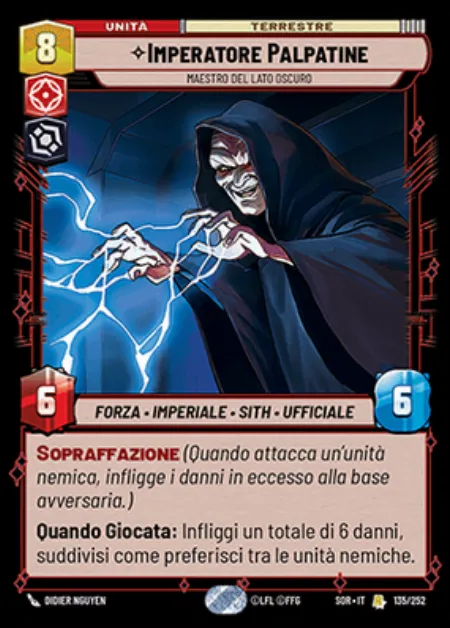 8
UNITÀ
TERRESTRE
IMPERATORE PALPATINE
MAESTRO DEL LATO OSCURO
6
FORZA • IMPERIALE • SITH • UFFICIALE
6
SOPRAFFAZIONE (Quando attacca un'unità
nemica, infligge i danni in eccesso alla base
avversaria.)
Quando Giocata: Infliggi un totale di 6 danni,
suddivisi come preferisci tra le unità nemiche.
DIDIER NGUYEN
©LFL ©FFG
SOR • IT
135/252